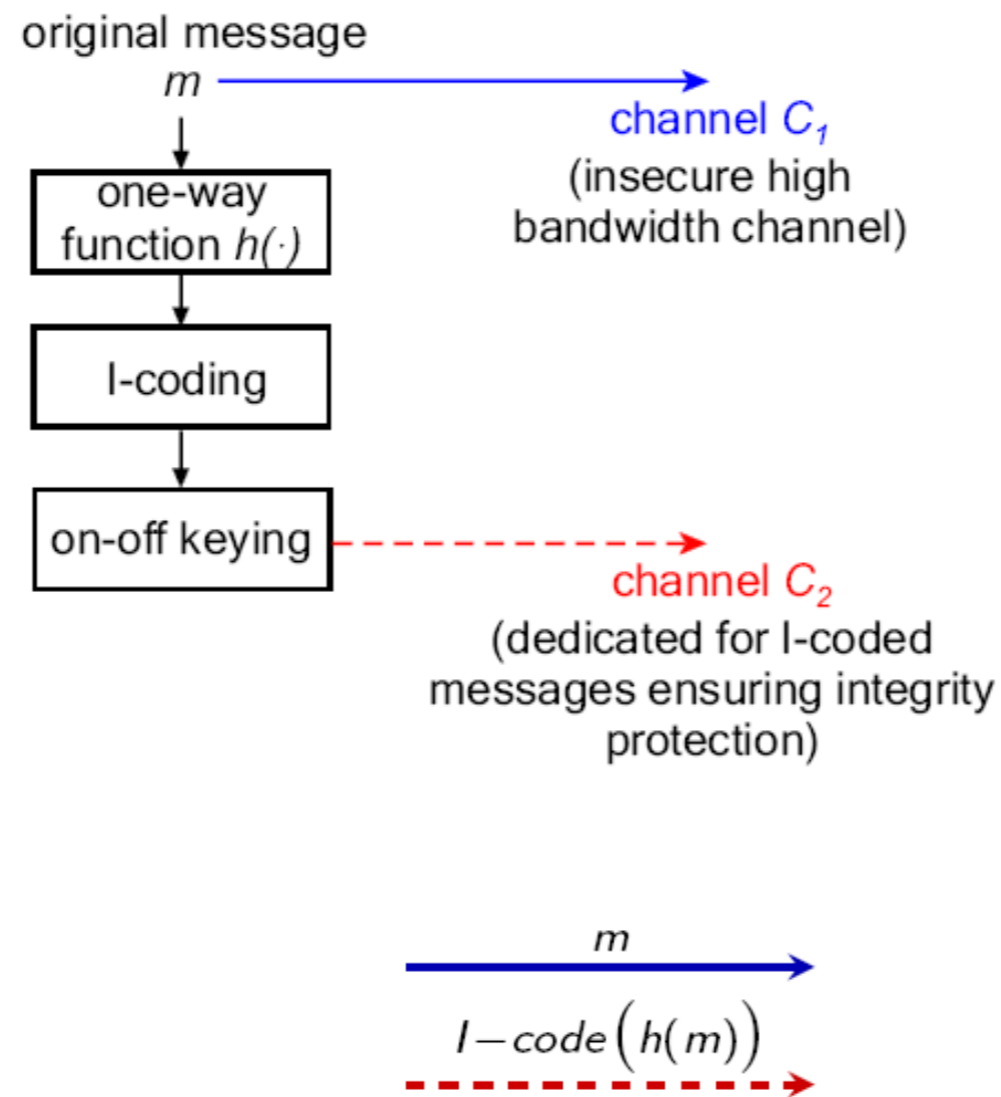 original message
m
channel C₁
(insecure high
bandwidth channel)
one-way
function h(·)
I-coding
on-off keying
channel C₂
(dedicated for I-coded
messages ensuring integrity
protection)
m
I−code(h(m))